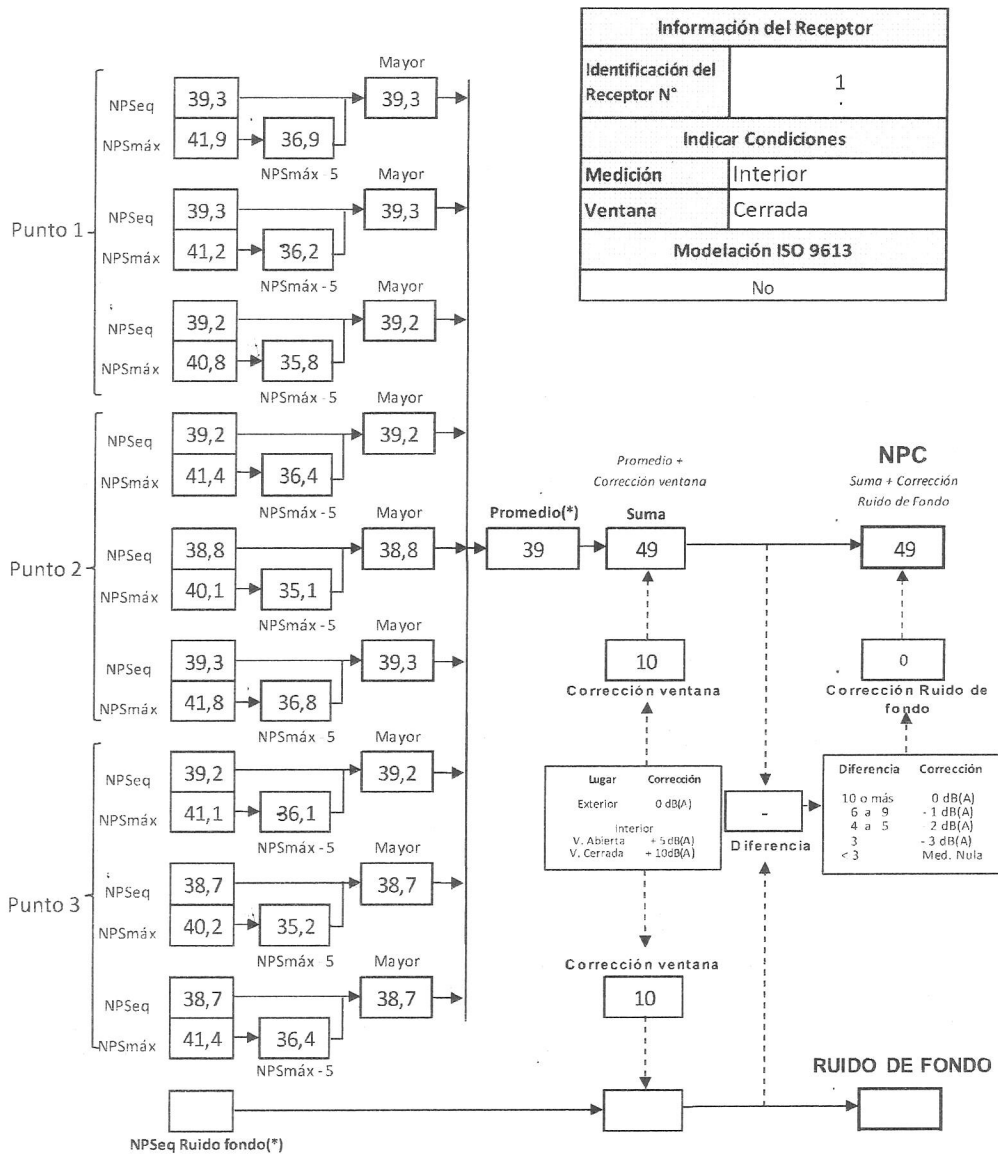 Información del Receptor
Identificación del
Receptor N°
1
Indicar Condiciones
Medición Interior
Ventana Cerrada
Modelación ISO 9613
No
Punto 1
Mayor
NPSeq 39,3 39,3
NPSmáx 41,9 36,9
NPSmáx - 5
Mayor
NPSeq 39,3 39,3
NPSmáx 41,2 36,2
NPSmáx - 5
Mayor
NPSeq 39,2 39,2
NPSmáx 40,8 35,8
NPSmáx - 5
Punto 2
Mayor
NPSeq 39,2 39,2
NPSmáx 41,4 36,4
NPSmáx - 5
Mayor
NPSeq 38,8 38,8
NPSmáx 40,1 35,1
NPSmáx - 5
Mayor
NPSeq 39,3 39,3
NPSmáx 41,8 36,8
NPSmáx - 5
Punto 3
Mayor
NPSeq 39,2 39,2
NPSmáx 41,1 36,1
NPSmáx - 5
Mayor
NPSeq 38,7 38,7
NPSmáx 40,2 35,2
NPSmáx - 5
Mayor
NPSeq 38,7 38,7
NPSmáx 41,4 36,4
NPSmáx - 5
Promedio(*)
39
Promedio +
Corrección ventana
Suma
49
NPC
Suma + Corrección
Ruido de Fondo
49
10
Corrección ventana
0
Corrección Ruido de
fondo
Lugar Corrección
Exterior 0 dB(A)
Interior
V. Abierta + 5 dB(A)
V. Cerrada + 10dB(A)
-
Diferencia
Diferencia Corrección
10 o más 0 dB(A)
6 a 9 - 1 dB(A)
4 a 5 - 2 dB(A)
3 - 3 dB(A)
< 3 Med. Nula
Corrección ventana
10
RUIDO DE FONDO
NPSeq Ruido fondo(*)